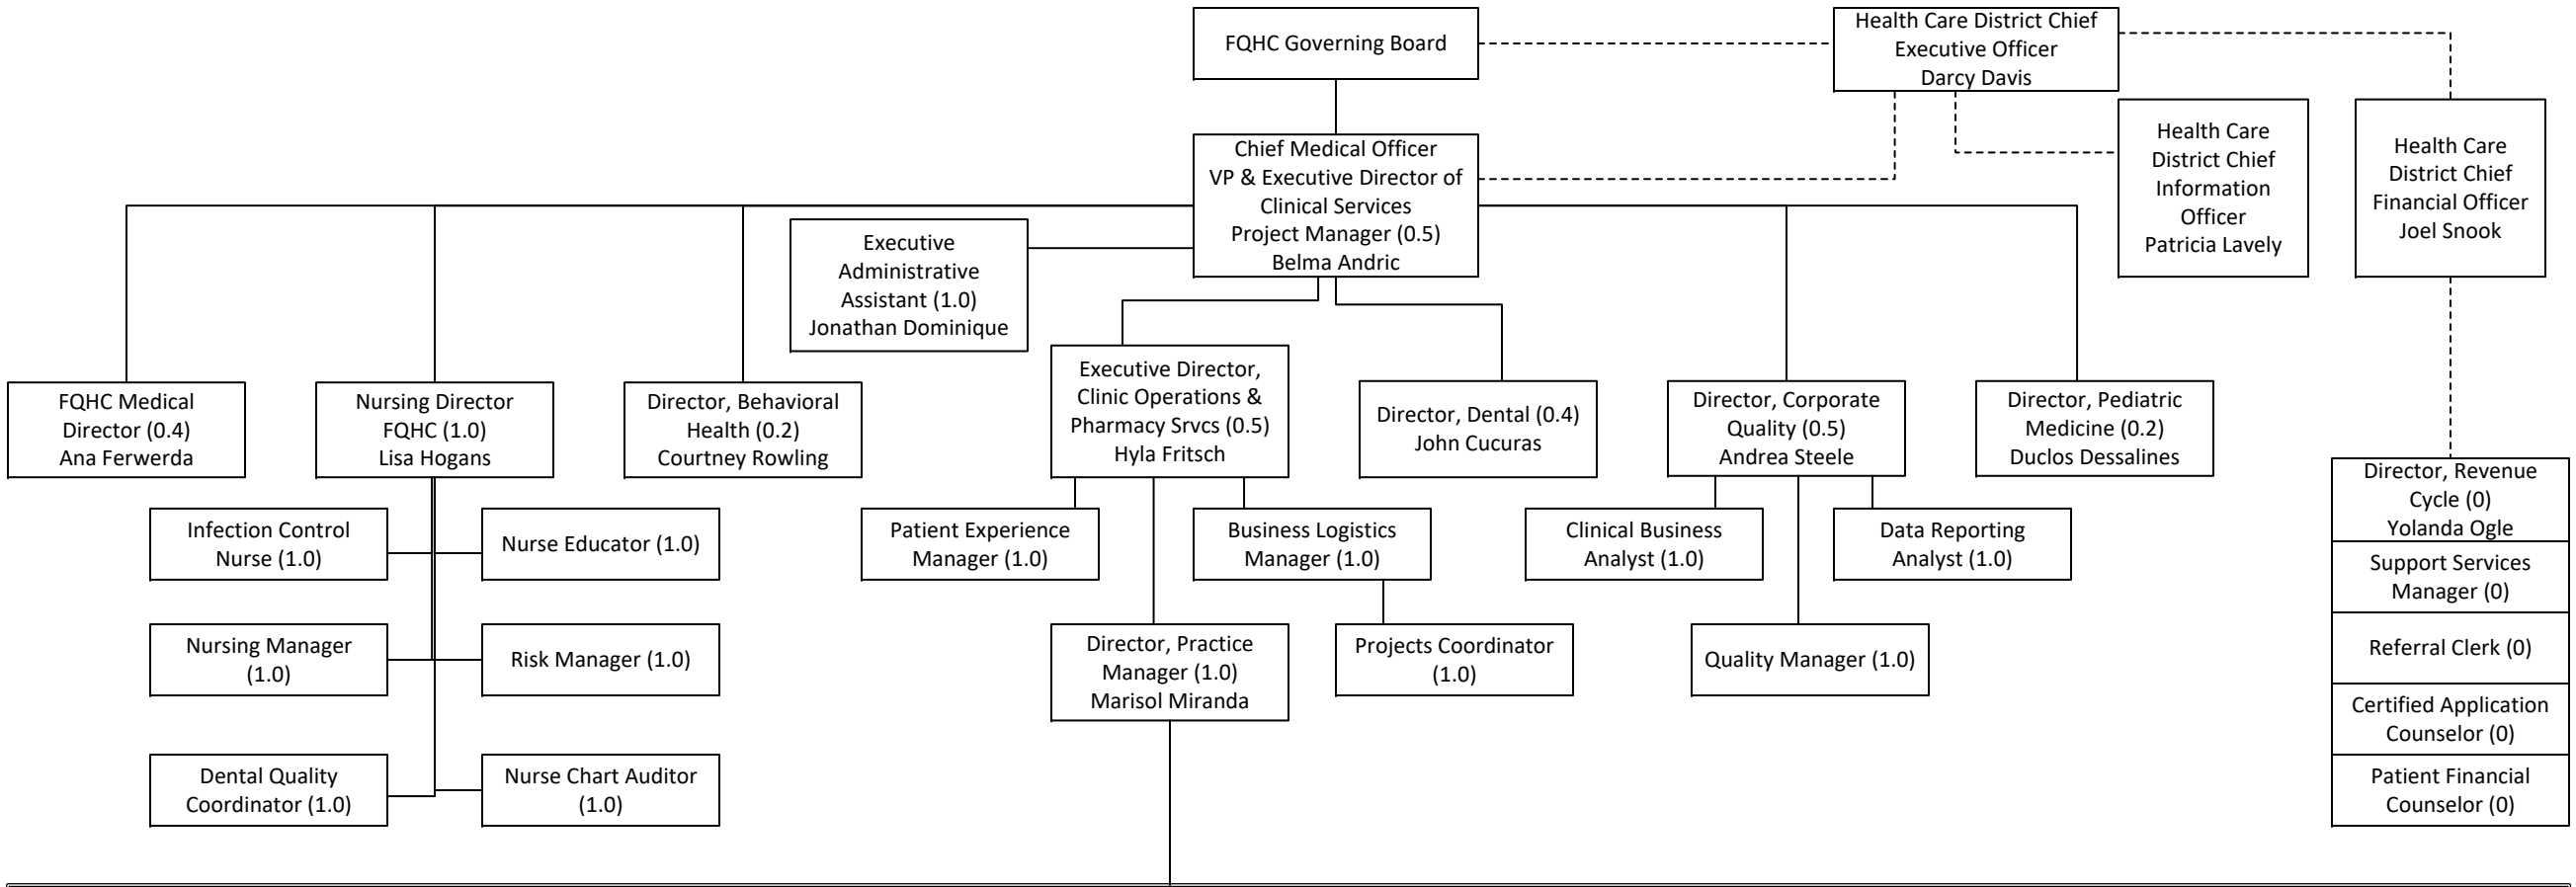 FQHC Governing Board
Health Care District Chief
Executive Officer
Darcy Davis
Health Care
District Chief
Information
Officer
Patricia Lavely
Health Care
District Chief
Financial Officer
Joel Snook
Chief Medical Officer
VP & Executive Director of
Clinical Services
Project Manager (0.5)
Belma Andric
Executive
Administrative
Assistant (1.0)
Jonathan Dominique
FQHC Medical
Director (0.4)
Ana Ferwerda
Nursing Director
FQHC (1.0)
Lisa Hogans
Director, Behavioral
Health (0.2)
Courtney Rowling
Executive Director,
Clinic Operations &
Pharmacy Srvcs (0.5)
Hyla Fritsch
Director, Dental (0.4)
John Cucuras
Director, Corporate
Quality (0.5)
Andrea Steele
Director, Pediatric
Medicine (0.2)
Duclos Dessalines
Director, Revenue
Cycle (0)
Yolanda Ogle
Support Services
Manager (0)
Referral Clerk (0)
Certified Application
Counselor (0)
Patient Financial
Counselor (0)
Infection Control
Nurse (1.0)
Nurse Educator (1.0)
Patient Experience
Manager (1.0)
Business Logistics
Manager (1.0)
Clinical Business
Analyst (1.0)
Data Reporting
Analyst (1.0)
Nursing Manager
(1.0)
Risk Manager (1.0)
Director, Practice
Manager (1.0)
Marisol Miranda
Projects Coordinator
(1.0)
Quality Manager (1.0)
Dental Quality
Coordinator (1.0)
Nurse Chart Auditor
(1.0)